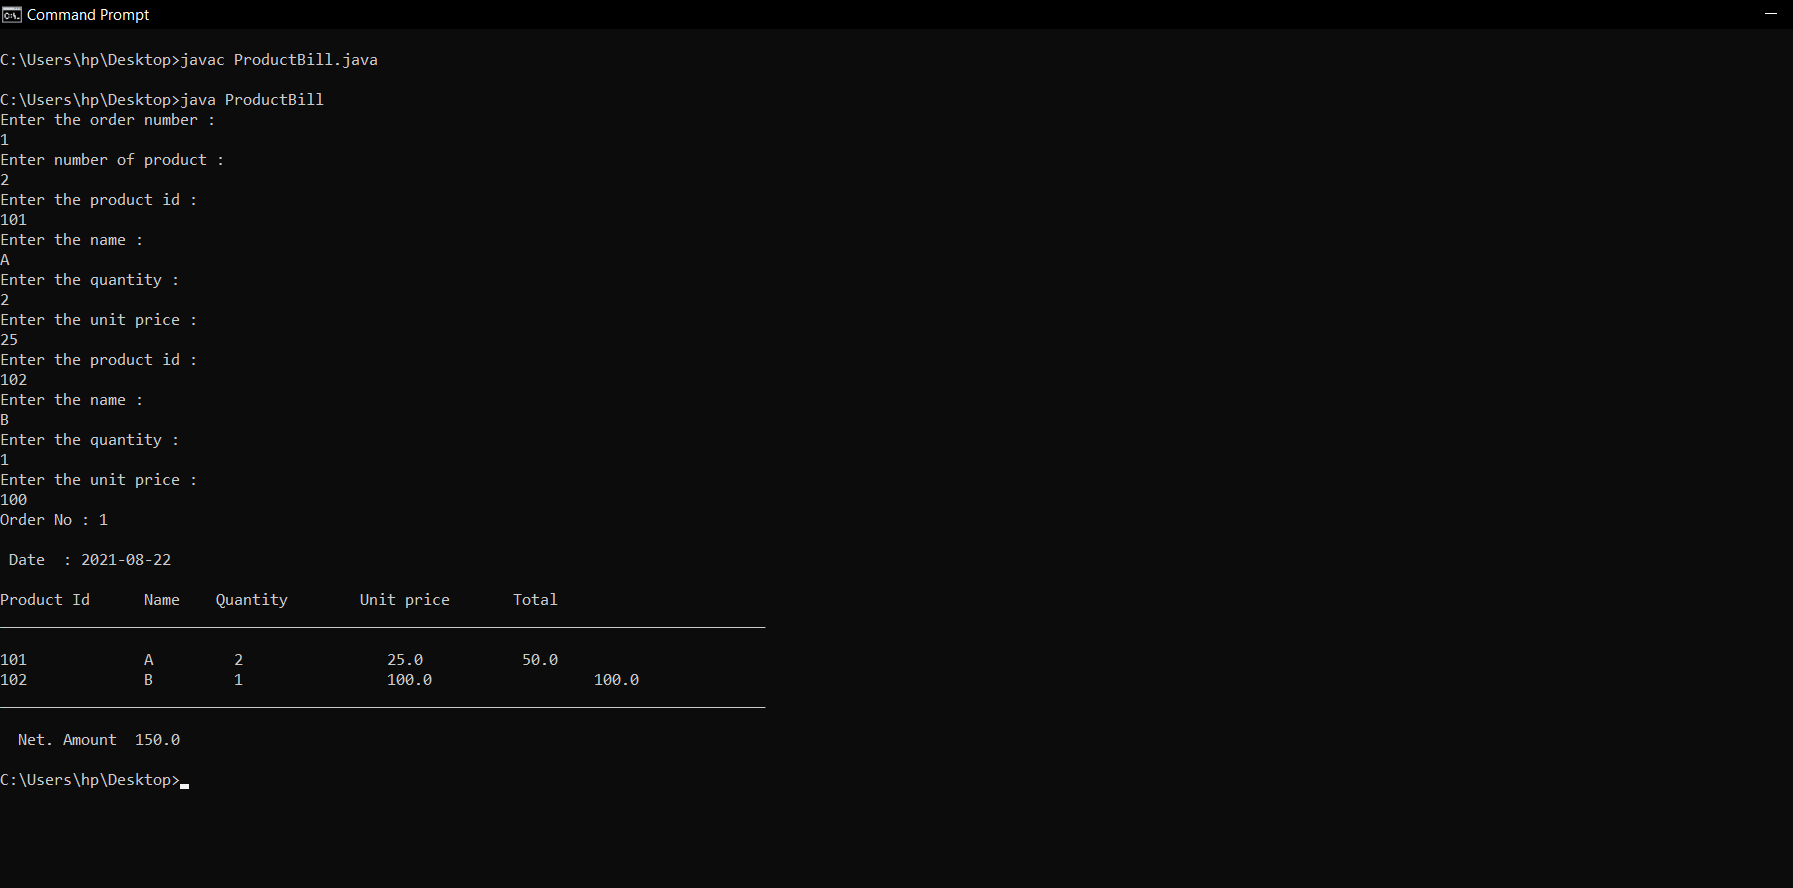 Command Prompt
C:\Users\hp\Desktop>javac ProductBill.java
C:\Users\hp\Desktop>java ProductBill
Enter the order number :
1
Enter number of product :
2
Enter the product id :
101
Enter the name :
A
Enter the quantity :
2
Enter the unit price :
25
Enter the product id :
102
Enter the name :
B
Enter the quantity :
1
Enter the unit price :
100
Order No : 1
Date  : 2021-08-22
Product Id      Name    Quantity        Unit price       Total
101             A         2                25.0           50.0
102             B         1                100.0                  100.0
Net. Amount  150.0
C:\Users\hp\Desktop>